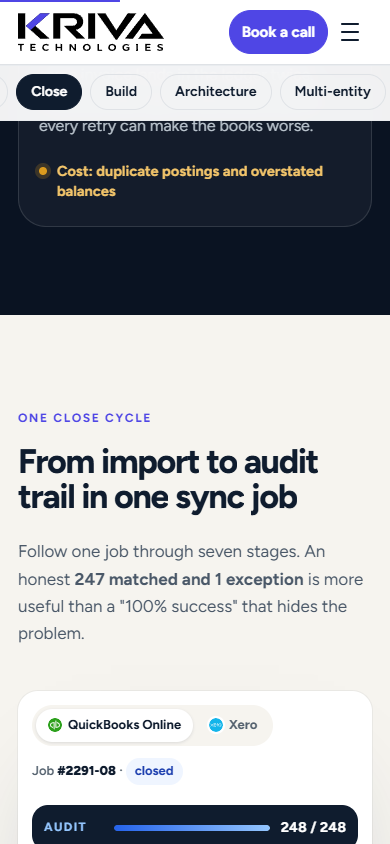 KRIVA
TECHNOLOGIES
Book a call
Close
Build
Architecture
Multi-entity
every retry can make the books worse.
Cost: duplicate postings and overstated
balances
ONE CLOSE CYCLE
From import to audit
trail in one sync job
Follow one job through seven stages. An
honest 247 matched and 1 exception is more
useful than a "100% success" that hides the
problem.
QuickBooks Online
Xero
Job #2291-08 · closed
AUDIT
248 / 248